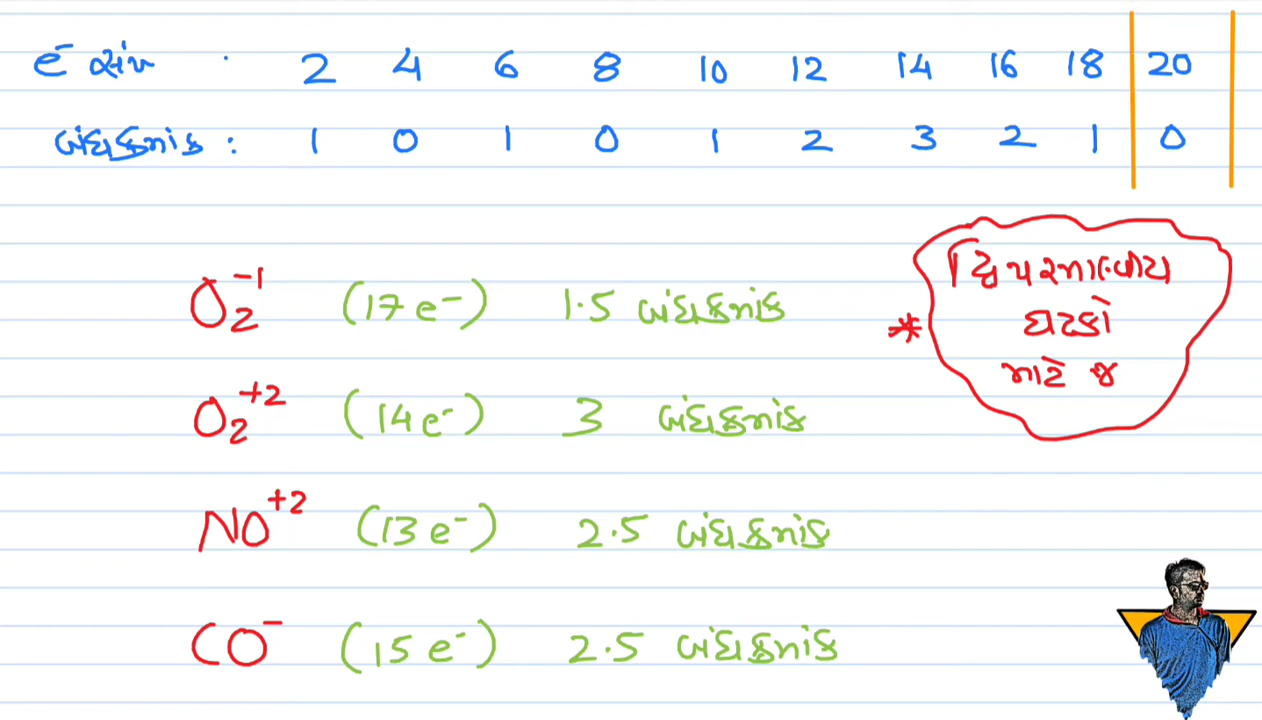 e⁻ સંખ્યા : 2 4 6 8 10 12 14 16 18 20
બંધક્રમાંક : 1 0 1 0 1 2 3 2 1 0
O₂⁻¹ (17 e⁻) 1.5 બંધક્રમાંક
O₂⁺² (14 e⁻) 3 બંધક્રમાંક
NO⁺² (13 e⁻) 2.5 બંધક્રમાંક
CO⁻ (15 e⁻) 2.5 બંધક્રમાંક
* દ્વિપરમાણ્વીય
ઘટકો
માટે જ